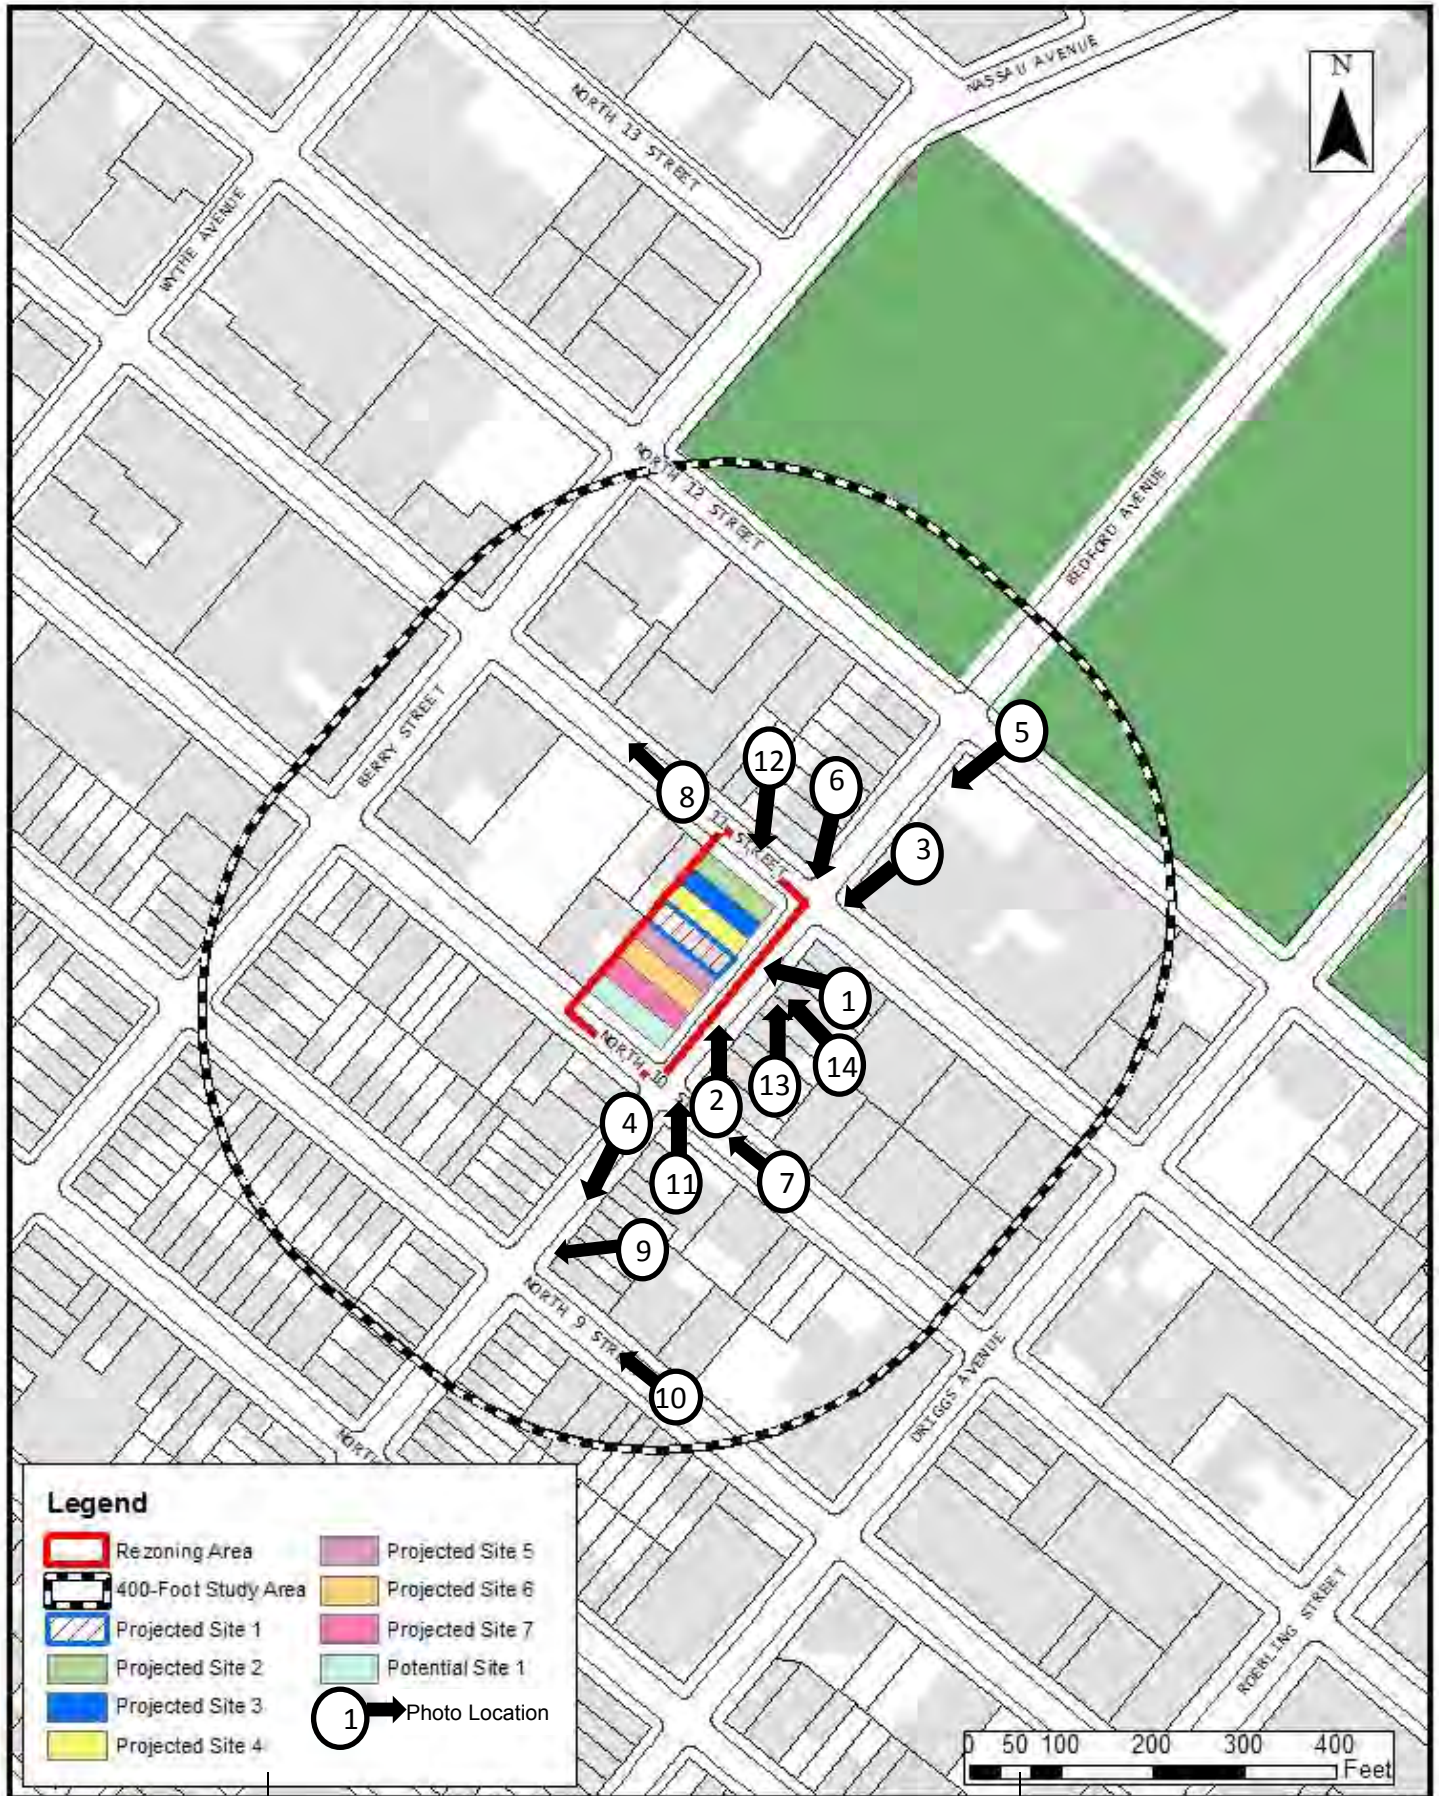 NASSAU AVENUE
N
NORTH 13 STREET
WYTHE AVENUE
NORTH 12 STREET
BEDFORD AVENUE
BERRY STREET
5
12
6
8
11 STREET
3
1
14
13
2
NORTH 10
4
11
7
9
NORTH 9 STR
10
DRIGGS AVENUE
NORTH
ROEBLING STREET
Legend
Rezoning Area
400-Foot Study Area
Projected Site 1
Projected Site 2
Projected Site 3
Projected Site 4
Projected Site 5
Projected Site 6
Projected Site 7
Potential Site 1
1 Photo Location
0 50 100 200 300 400
Feet